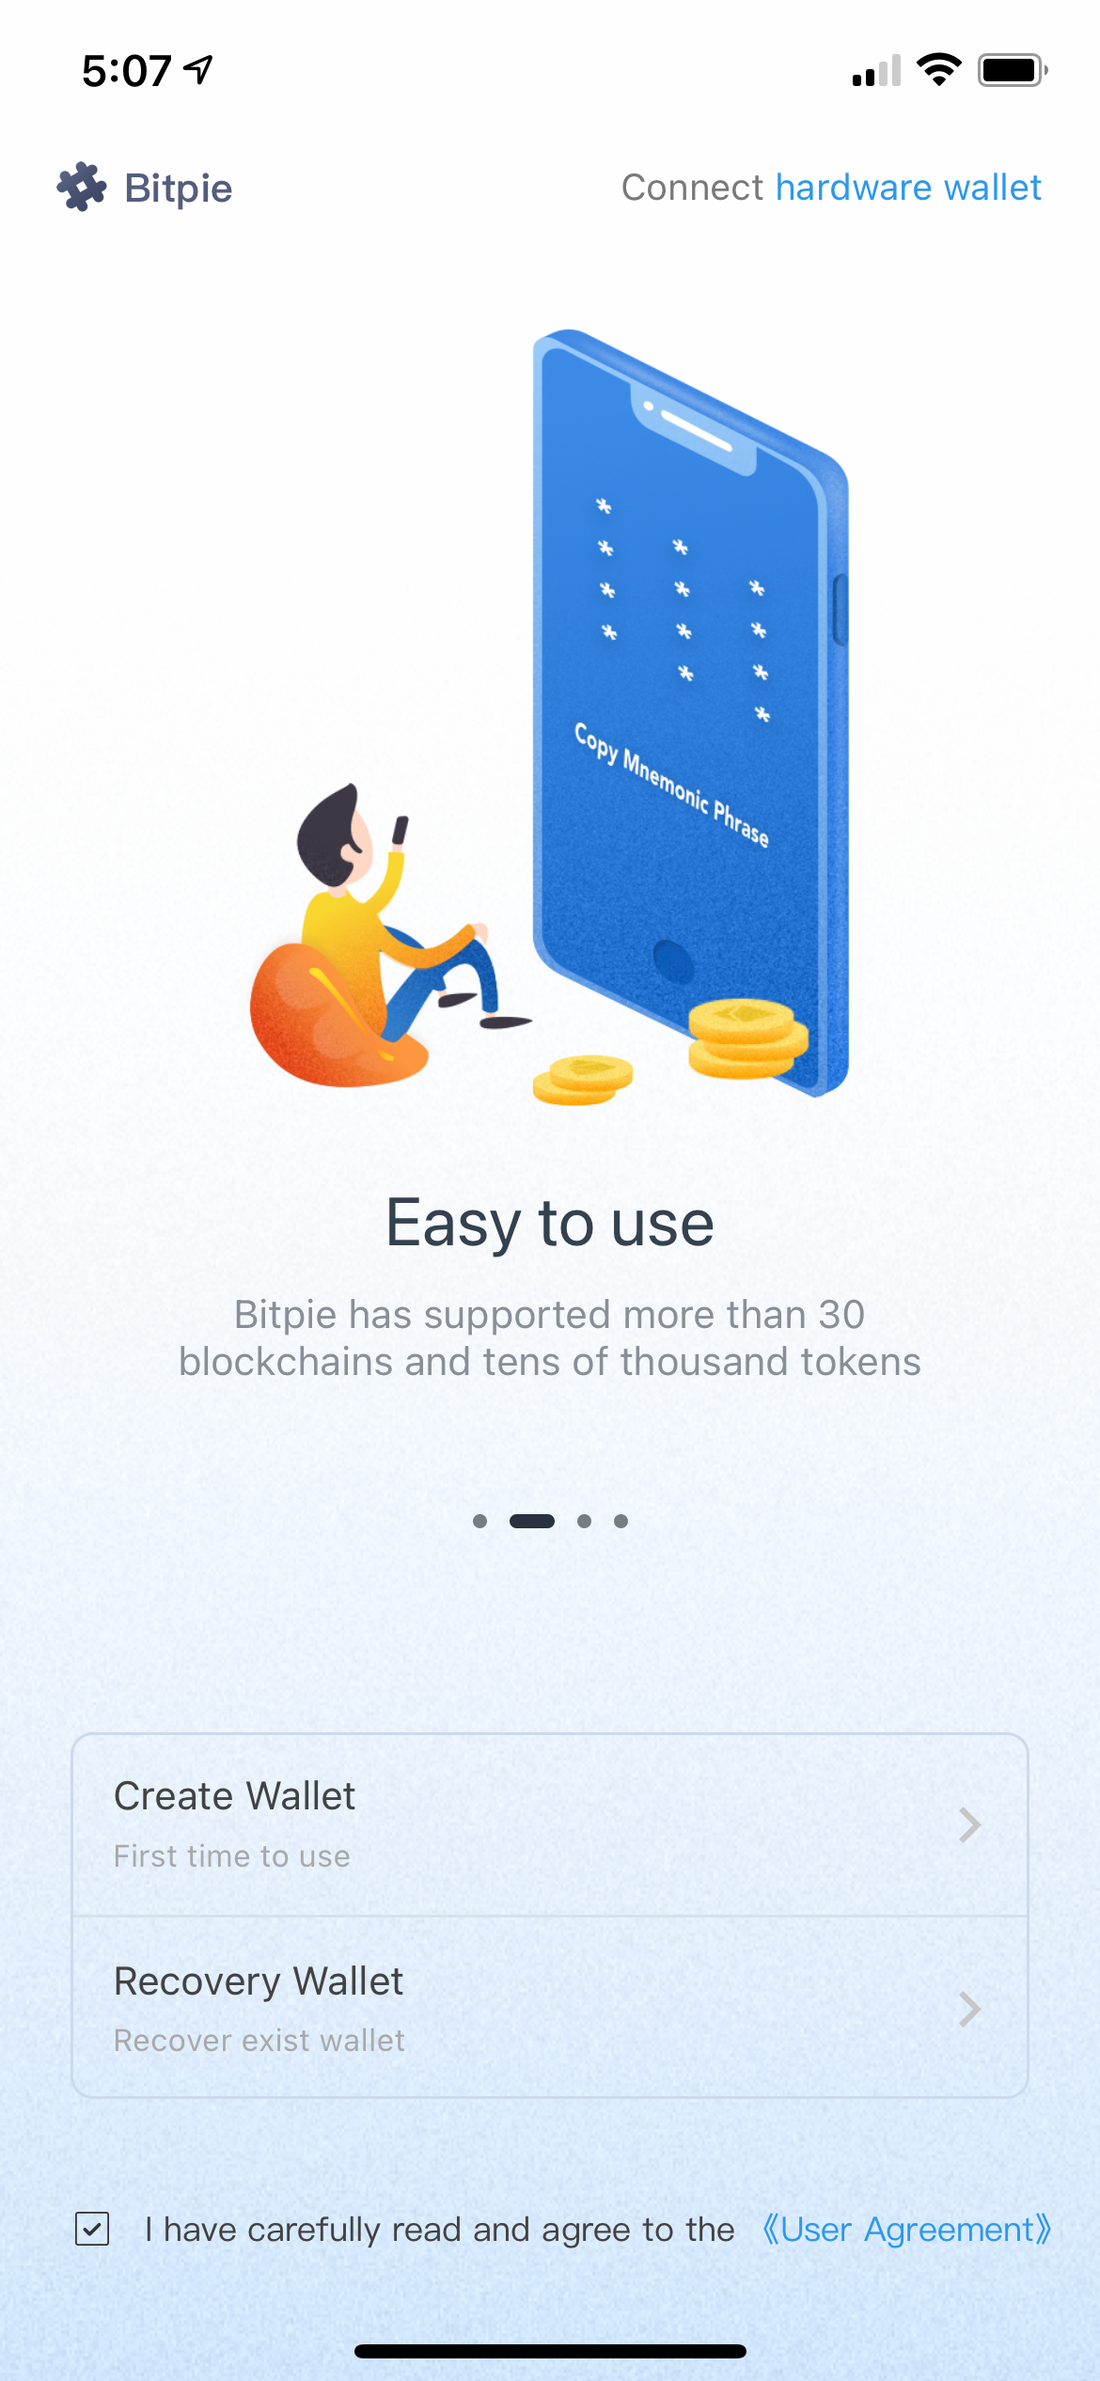 5:07
Bitpie
Connect hardware wallet
*
* *
* * *
* * *
* *
*
Copy Mnemonic Phrase
Easy to use
Bitpie has supported more than 30
blockchains and tens of thousand tokens
Create Wallet
First time to use
Recovery Wallet
Recover exist wallet
I have carefully read and agree to the 《User Agreement》